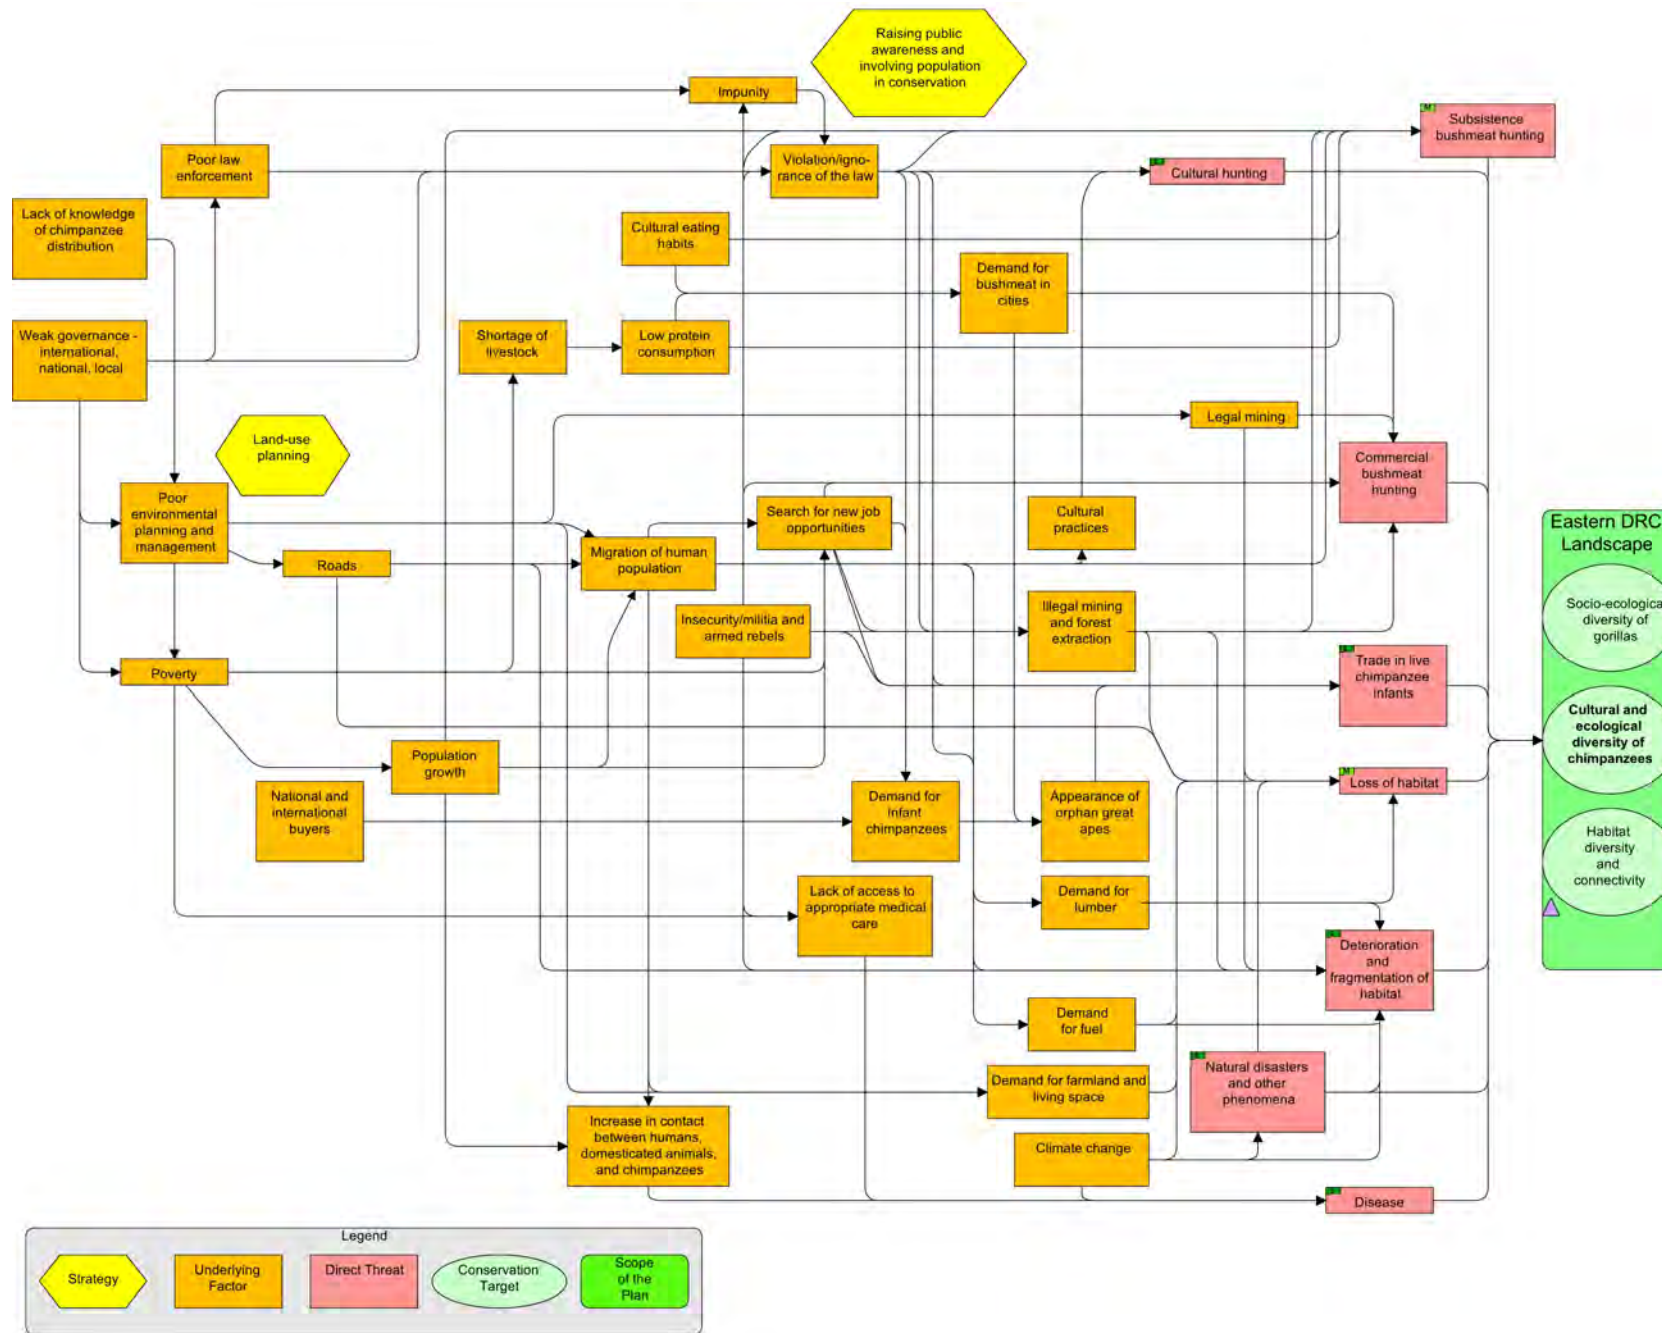 Raising public
awareness and
involving population
in conservation
Impunity
M
Subsistence
bushmeat hunting
Poor law
enforcement
Violation/igno-
rance of the law
Cultural hunting
Lack of knowledge
of chimpanzee
distribution
Cultural eating
habits
Demand for
bushmeat in
cities
Weak governance -
international,
national, local
Shortage of
livestock
Low protein
consumption
Legal mining
Land-use
planning
Commercial
bushmeat
hunting
Poor
environmental
planning and
management
Search for new job
opportunities
Cultural
practices
Eastern DRC
Landscape
Roads
Migration of human
population
Socio-ecologica
diversity of
gorillas
Insecurity/militia and
armed rebels
Illegal mining
and forest
extraction
Poverty
Trade in live
chimpanzee
infants
Cultural and
ecological
diversity of
chimpanzees
Population
growth
M
Loss of habitat
National and
international
buyers
Demand for
Infant
chimpanzees
Appearance of
orphan great
apes
Habitat
diversity
and
connectivity
Lack of access to
appropriate medical
care
Demand for
lumber
Deterioration
and
fragmentation of
habitat
Demand
for fuel
Natural disasters
and other
phenomena
Demand for farmland and
living space
Increase in contact
between humans,
domesticated animals,
and chimpanzees
Climate change
Disease
Legend
Strategy
Underlying
Factor
Direct Threat
Conservation
Target
Scope
of the
Plan